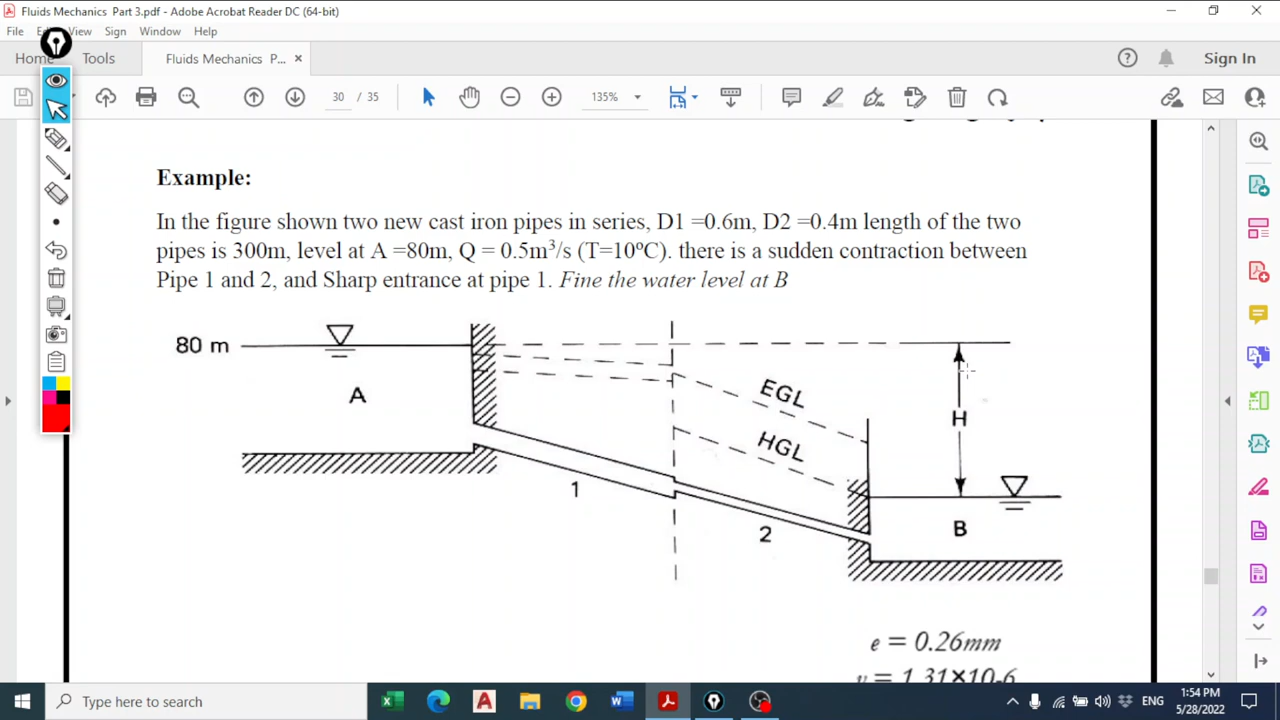 Fluids Mechanics Part 3.pdf - Adobe Acrobat Reader DC (64-bit)
File View Sign Window Help
Home Tools Fluids Mechanics P... ×
Sign In
30 / 35
135%
Example:
In the figure shown two new cast iron pipes in series, D1 =0.6m, D2 =0.4m length of the two
pipes is 300m, level at A =80m, Q = 0.5m³/s (T=10ºC). there is a sudden contraction between
Pipe 1 and 2, and Sharp entrance at pipe 1. Fine the water level at B
80 m
A
EGL
H
HGL
1
2
B
e = 0.26mm
υ = 1.31×10-6
Type here to search
ENG
1:54 PM
5/28/2022